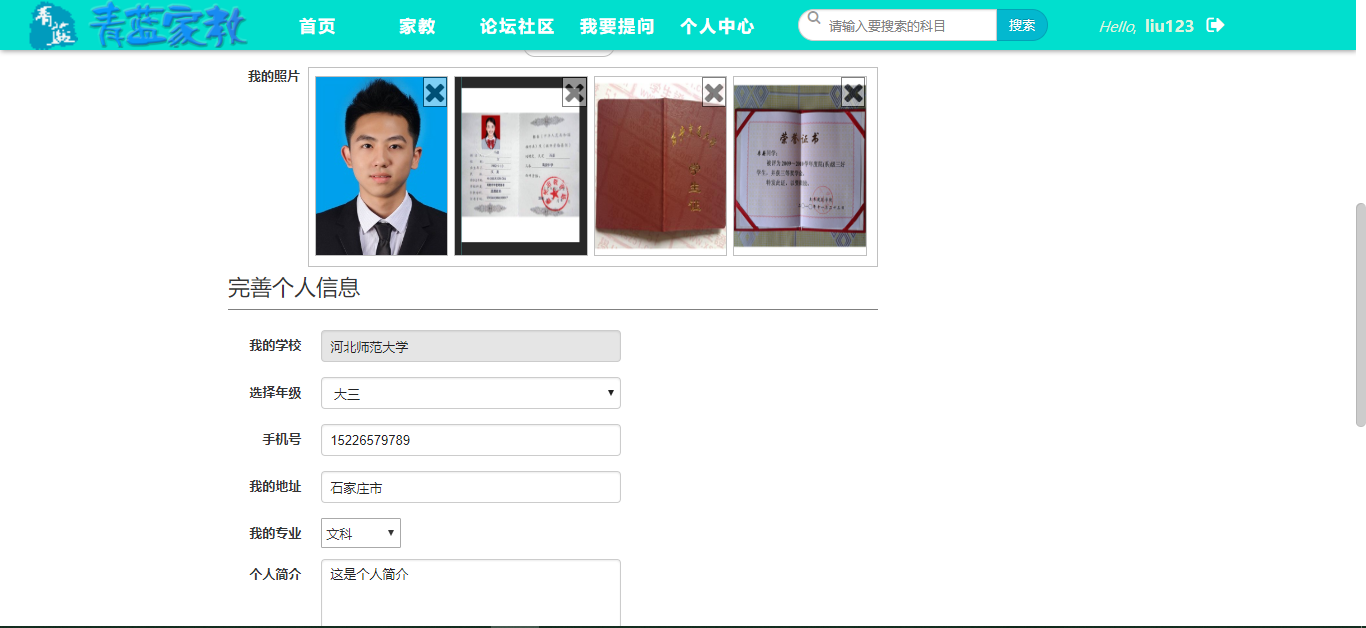 青蓝家教 首页 家教 论坛社区 我要提问 个人中心 请输入要搜索的科目 搜索 Hello, liu123
我的照片
荣誉证书
完善个人信息
我的学校 河北师范大学
选择年级 大三
手机号 15226579789
我的地址 石家庄市
我的专业 文科
个人简介 这是个人简介